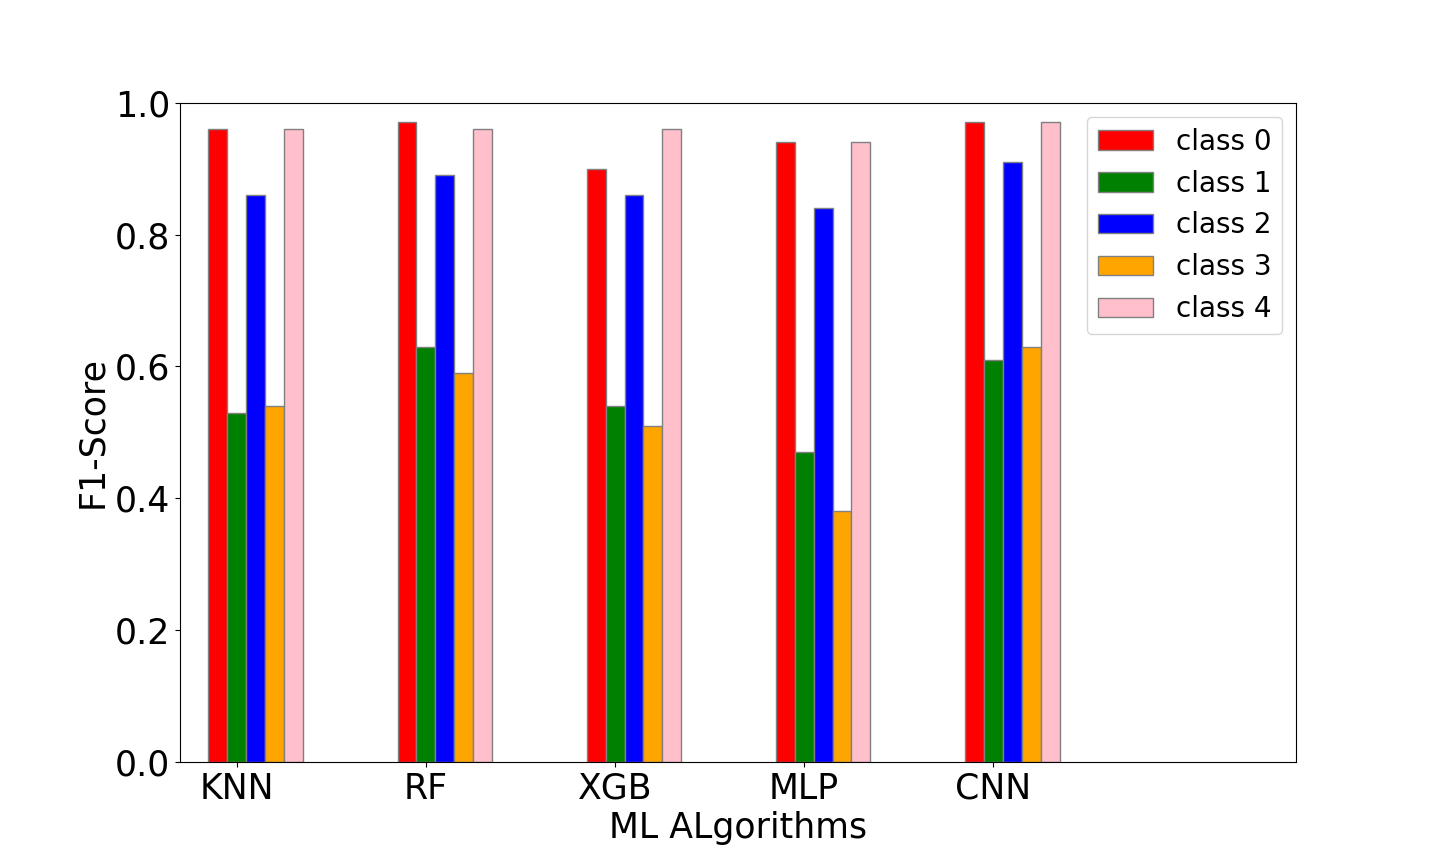 1.0
0.8
0.6
0.4
0.2
0.0
F1-Score
KNN RF XGB MLP CNN
ML ALgorithms
class 0
class 1
class 2
class 3
class 4